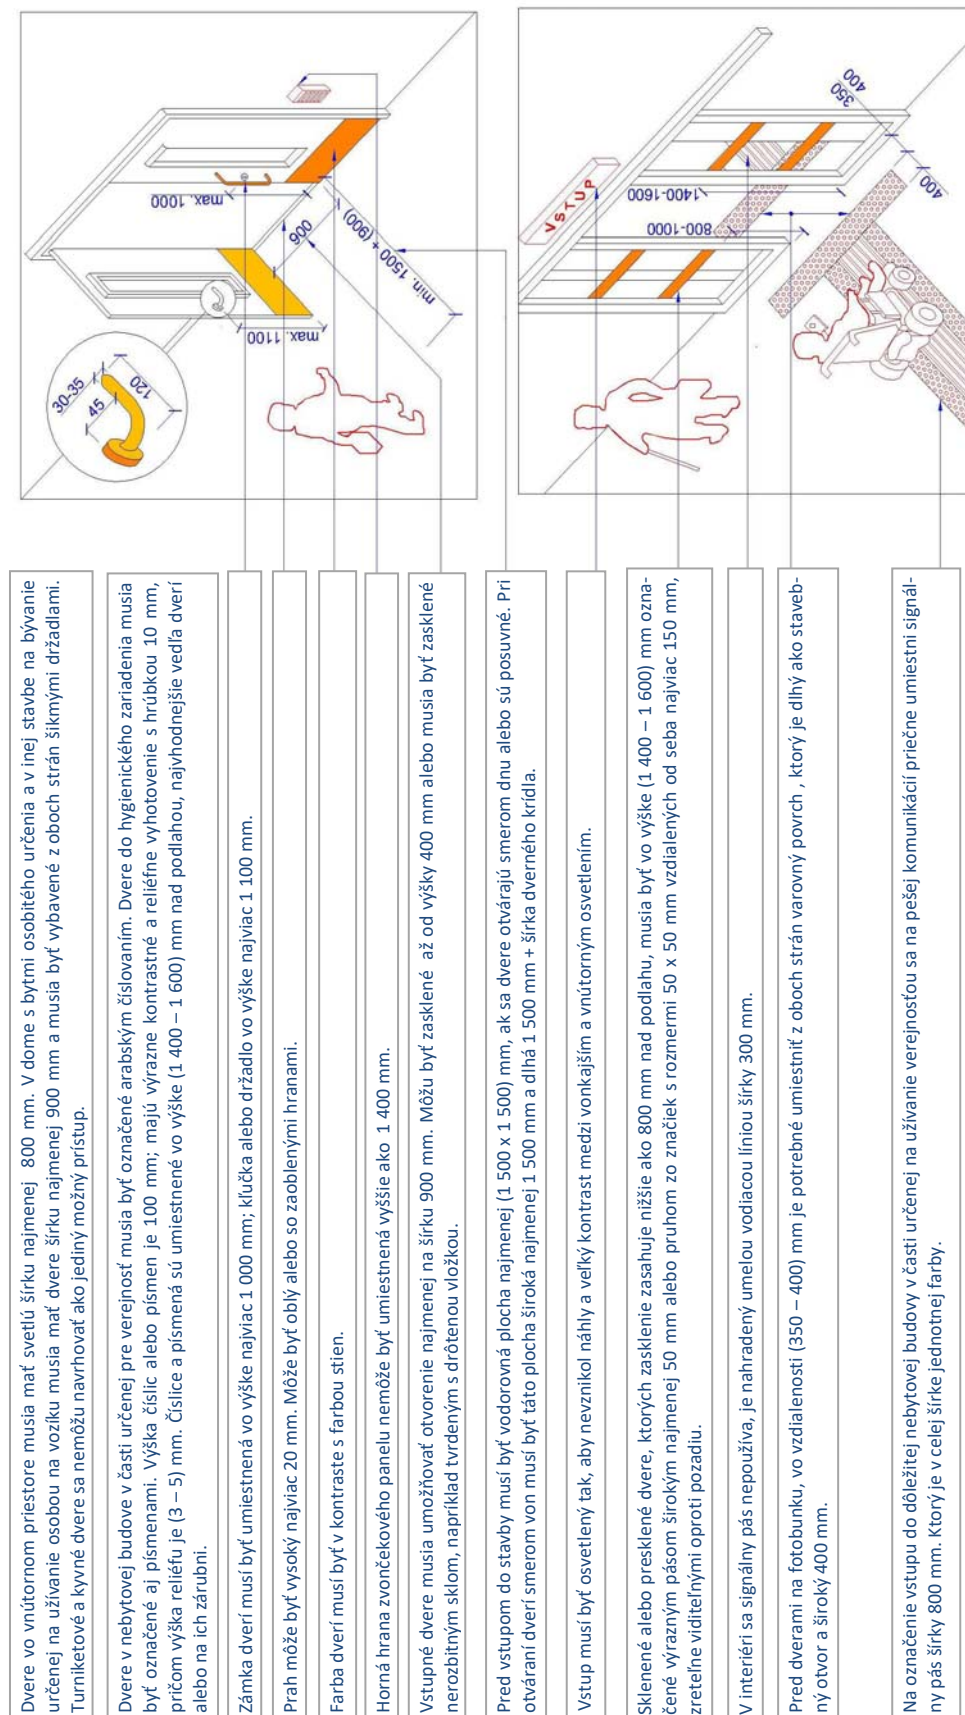 Dvere vo vnútornom priestore musia mať svetlú šírku najmenej 800 mm. V dome s bytmi osobitého určenia a v inej stavbe na bývanie
určenej na užívanie osobou na vozíku musia mať dvere šírku najmenej 900 mm a musia byť vybavené z oboch strán šikmými držadlami.
Turniketové a kyvné dvere sa nemôžu navrhovať ako jediný možný prístup.
Dvere v nebytovej budove v časti určenej pre verejnosť musia byť označené arabským číslovaním. Dvere do hygienického zariadenia musia
byť označené aj písmenami. Výška číslic alebo písmen je 100 mm; majú výrazne kontrastné a reliéfne vyhotovenie s hrúbkou 10 mm,
pričom výška reliéfu je (3 – 5) mm. Číslice a písmená sú umiestnené vo výške (1 400 – 1 600) mm nad podlahou, najvhodnejšie vedľa dverí
alebo na ich zárubni.
Zámka dverí musí byť umiestnená vo výške najviac 1 000 mm; kľučka alebo držadlo vo výške najviac 1 100 mm.
Prah môže byť vysoký najviac 20 mm. Môže byť oblý alebo so zaoblenými hranami.
Farba dverí musí byť v kontraste s farbou stien.
Horná hrana zvončekového panelu nemôže byť umiestnená vyššie ako 1 400 mm.
Vstupné dvere musia umožňovať otvorenie najmenej na šírku 900 mm. Môžu byť zasklené až od výšky 400 mm alebo musia byť zasklené
nerozbitným sklom, napríklad tvrdeným s drôtenou vložkou.
Pred vstupom do stavby musí byť vodorovná plocha najmenej (1 500 x 1 500) mm, ak sa dvere otvárajú smerom dnu alebo sú posuvné. Pri
otváraní dverí smerom von musí byť táto plocha široká najmenej 1 500 mm a dlhá 1 500 mm + šírka dverného krídla.
Vstup musí byť osvetlený tak, aby nevznikol náhly a veľký kontrast medzi vonkajším a vnútorným osvetlením.
Sklenené alebo presklené dvere, ktorých zasklenie zasahuje nižšie ako 800 mm nad podlahu, musia byť vo výške (1 400 – 1 600) mm ozna-
čené výrazným pásom širokým najmenej 50 mm alebo pruhom zo značiek s rozmermi 50 x 50 mm vzdialených od seba najviac 150 mm,
zreteľne viditeľnými oproti pozadiu.
V interiéri sa signálny pás nepoužíva, je nahradený umelou vodiacou líniou šírky 300 mm.
Pred dverami na fotobunku, vo vzdialenosti (350 – 400) mm je potrebné umiestniť z oboch strán varovný povrch , ktorý je dlhý ako staveb-
ný otvor a široký 400 mm.
Na označenie vstupu do dôležitej nebytovej budovy v časti určenej na užívanie verejnosťou sa na pešej komunikácií priečne umiestni signál-
ny pás šírky 800 mm. Ktorý je v celej šírke jednotnej farby.
30-35
45
120
max. 1100
max. 1000
900
min. 1500 + (900)
VSTUP
1400-1600
800-1000
350
400
400